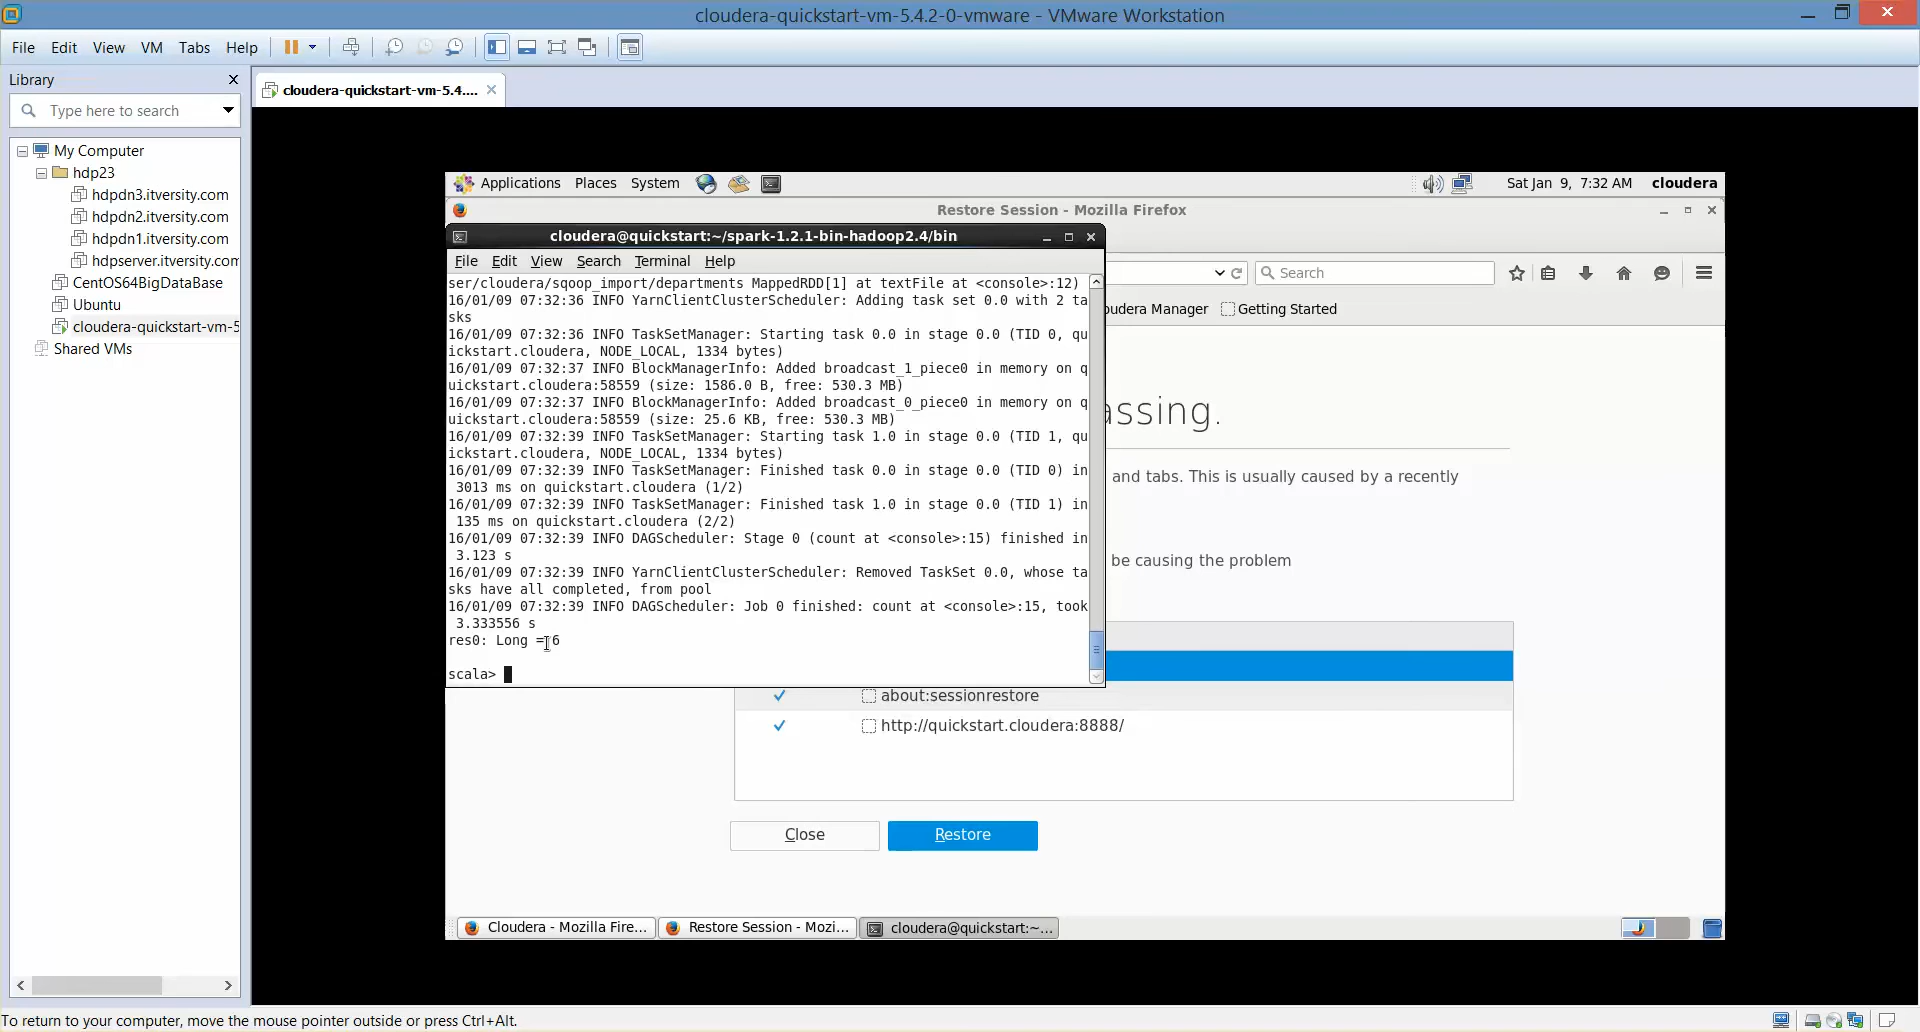 cloudera-quickstart-vm-5.4.2-0-vmware - VMware Workstation
File Edit View VM Tabs Help
Library
Type here to search
My Computer
hdp23
hdpdn3.itversity.com
hdpdn2.itversity.com
hdpdn1.itversity.com
hdpserver.itversity.com
CentOS64BigDataBase
Ubuntu
cloudera-quickstart-vm-5
Shared VMs
cloudera-quickstart-vm-5.4....
Applications Places System
Sat Jan 9, 7:32 AM cloudera
Restore Session - Mozilla Firefox
cloudera@quickstart:~/spark-1.2.1-bin-hadoop2.4/bin
File Edit View Search Terminal Help
ser/cloudera/sqoop_import/departments MappedRDD[1] at textFile at <console>:12)
16/01/09 07:32:36 INFO YarnClientClusterScheduler: Adding task set 0.0 with 2 ta
sks
16/01/09 07:32:36 INFO TaskSetManager: Starting task 0.0 in stage 0.0 (TID 0, qu
ickstart.cloudera, NODE_LOCAL, 1334 bytes)
16/01/09 07:32:37 INFO BlockManagerInfo: Added broadcast_1_piece0 in memory on q
uickstart.cloudera:58559 (size: 1586.0 B, free: 530.3 MB)
16/01/09 07:32:37 INFO BlockManagerInfo: Added broadcast_0_piece0 in memory on q
uickstart.cloudera:58559 (size: 25.6 KB, free: 530.3 MB)
16/01/09 07:32:39 INFO TaskSetManager: Starting task 1.0 in stage 0.0 (TID 1, qu
ickstart.cloudera, NODE_LOCAL, 1334 bytes)
16/01/09 07:32:39 INFO TaskSetManager: Finished task 0.0 in stage 0.0 (TID 0) in
3013 ms on quickstart.cloudera (1/2)
16/01/09 07:32:39 INFO TaskSetManager: Finished task 1.0 in stage 0.0 (TID 1) in
135 ms on quickstart.cloudera (2/2)
16/01/09 07:32:39 INFO DAGScheduler: Stage 0 (count at <console>:15) finished in
3.123 s
16/01/09 07:32:39 INFO YarnClientClusterScheduler: Removed TaskSet 0.0, whose ta
sks have all completed, from pool
16/01/09 07:32:39 INFO DAGScheduler: Job 0 finished: count at <console>:15, took
3.333556 s
res0: Long = 6
scala>
Search
oudera Manager Getting Started
assing.
and tabs. This is usually caused by a recently
be causing the problem
about:sessionrestore
http://quickstart.cloudera:8888/
Close Restore
Cloudera - Mozilla Fire... Restore Session - Mozi... cloudera@quickstart:~...
To return to your computer, move the mouse pointer outside or press Ctrl+Alt.